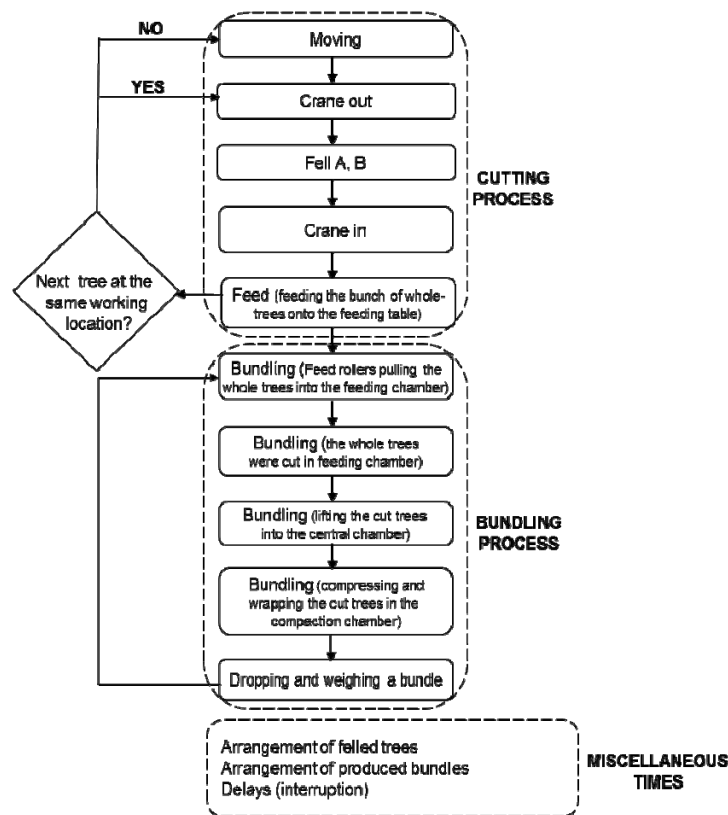 NO
Moving
YES
Crane out
Fell A, B
CUTTING
PROCESS
Crane in
Next tree at the
same working
location?
Feed (feeding the bunch of whole-
trees onto the feeding table)
Bundling (Feed rollers pulling the
whole trees into the feeding chamber)
Bundling (the whole trees
were cut in feeding chamber)
Bundling (lifting the cut trees
into the central chamber)
BUNDLING
PROCESS
Bundling (compressing and
wrapping the cut trees in the
compaction chamber)
Dropping and weighing a bundle
Arrangement of felled trees
Arrangement of produced bundles
Delays (interruption)
MISCELLANEOUS
TIMES